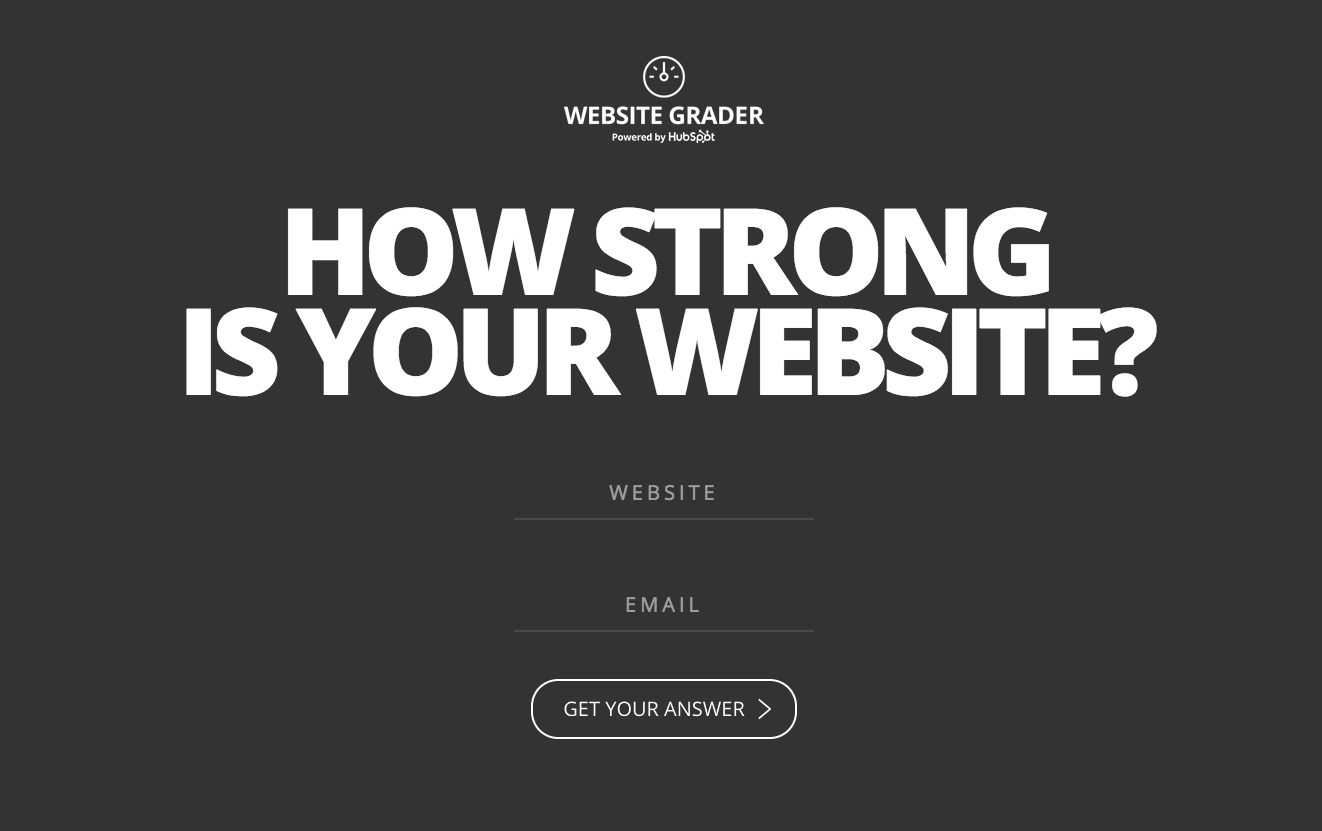 WEBSITE GRADER
Powered by HubSpot
HOW STRONG
IS YOUR WEBSITE?
WEBSITE
EMAIL
GET YOUR ANSWER